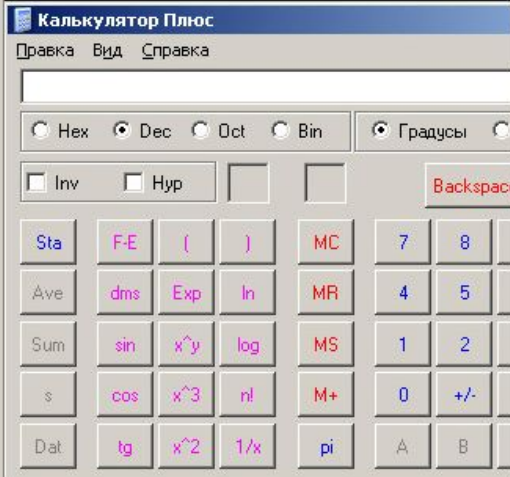 Калькулятор Плюс
Правка Вид Справка
Hex Dec Oct Bin Градусы
Inv Hyp Backspac
Sta F-E ( ) MC 7 8
Ave dms Exp ln MR 4 5
Sum sin x^y log MS 1 2
s cos x^3 n! M+ 0 +/-
Dat tg x^2 1/x pi A B